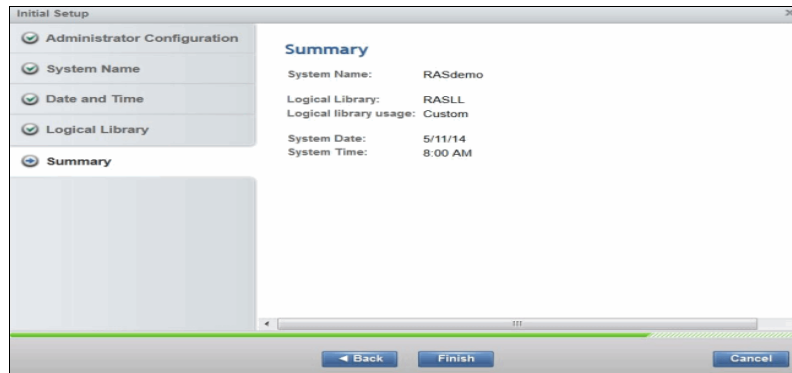 Initial Setup
Administrator Configuration
System Name
Date and Time
Logical Library
Summary
Summary
System Name: RASdemo
Logical Library: RASLL
Logical library usage: Custom
System Date: 5/11/14
System Time: 8:00 AM
Back
Finish
Cancel